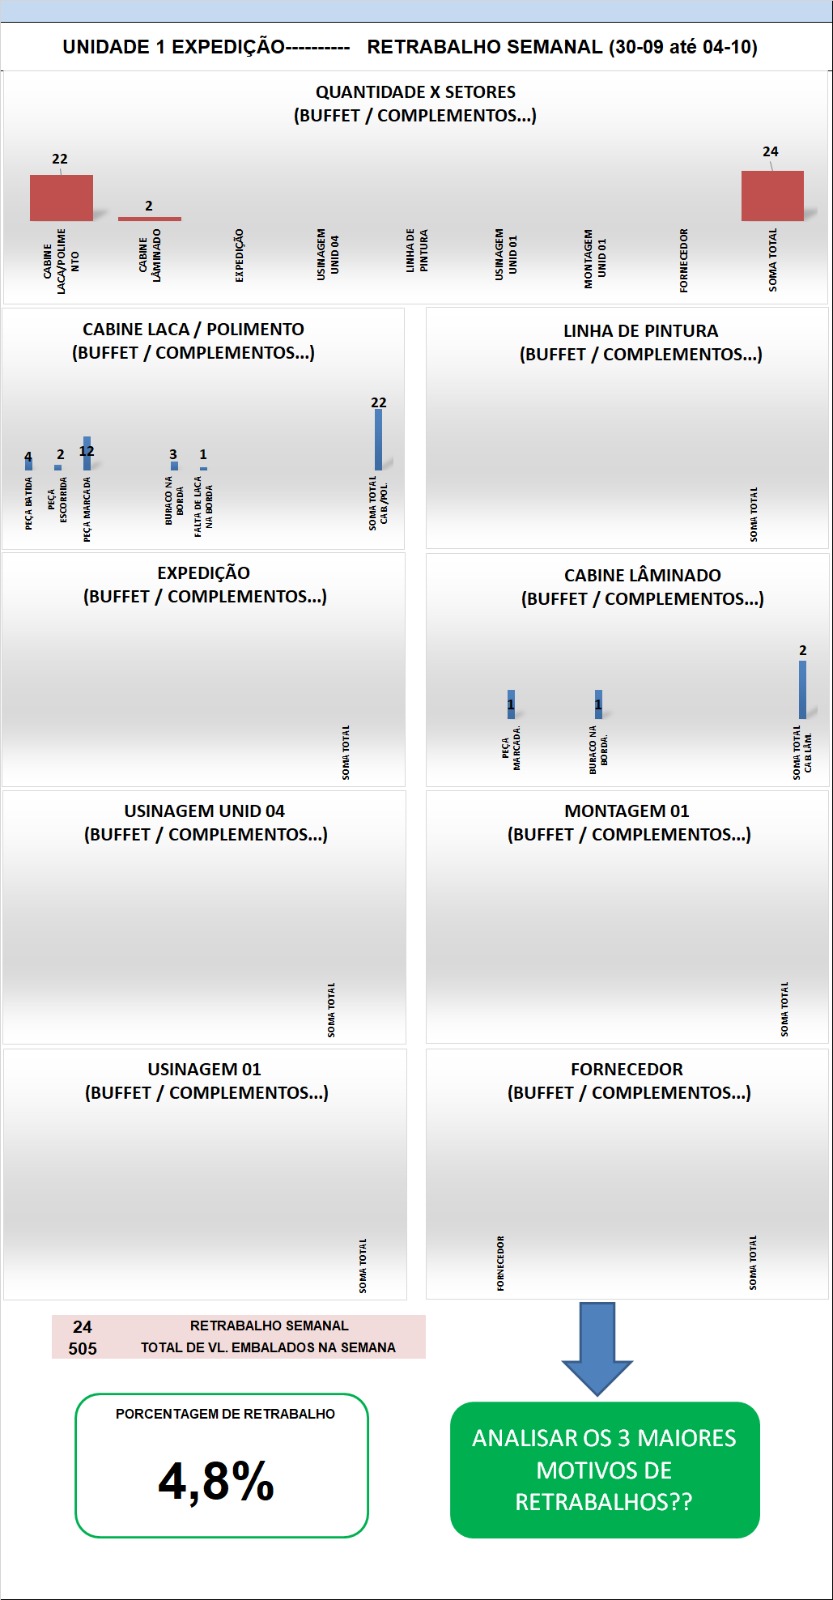 UNIDADE 1 EXPEDIÇÃO---------- RETRABALHO SEMANAL (30-09 até 04-10)
QUANTIDADE X SETORES
(BUFFET / COMPLEMENTOS...)
22
2
24
CABINE
LACA/POLIME
NTO
CABINE
LÂMINADO
EXPEDIÇÃO
USINAGEM
UNID 04
LINHA DE
PINTURA
USINAGEM
UNID 01
MONTAGEM
UNID 01
FORNECEDOR
SOMA TOTAL
CABINE LACA / POLIMENTO
(BUFFET / COMPLEMENTOS...)
4
2
12
3
1
22
PEÇA BATIDA
PEÇA
ESCORRIDA
PEÇA MARCADA
BURACO NA
BORDA
FALTA DE LACA
NA BORDA
SOMA TOTAL
CAB./POL.
LINHA DE PINTURA
(BUFFET / COMPLEMENTOS...)
SOMA TOTAL
EXPEDIÇÃO
(BUFFET / COMPLEMENTOS...)
SOMA TOTAL
CABINE LÂMINADO
(BUFFET / COMPLEMENTOS...)
1
1
2
PEÇA
MARCADA.
BURACO NA
BORDA.
SOMA TOTAL
CAB LÂM.
USINAGEM UNID 04
(BUFFET / COMPLEMENTOS...)
SOMA TOTAL
MONTAGEM 01
(BUFFET / COMPLEMENTOS...)
SOMA TOTAL
USINAGEM 01
(BUFFET / COMPLEMENTOS...)
SOMA TOTAL
FORNECEDOR
(BUFFET / COMPLEMENTOS...)
FORNECEDOR
SOMA TOTAL
24 RETRABALHO SEMANAL
505 TOTAL DE VL. EMBALADOS NA SEMANA
PORCENTAGEM DE RETRABALHO
4,8%
ANALISAR OS 3 MAIORES
MOTIVOS DE
RETRABALHOS??